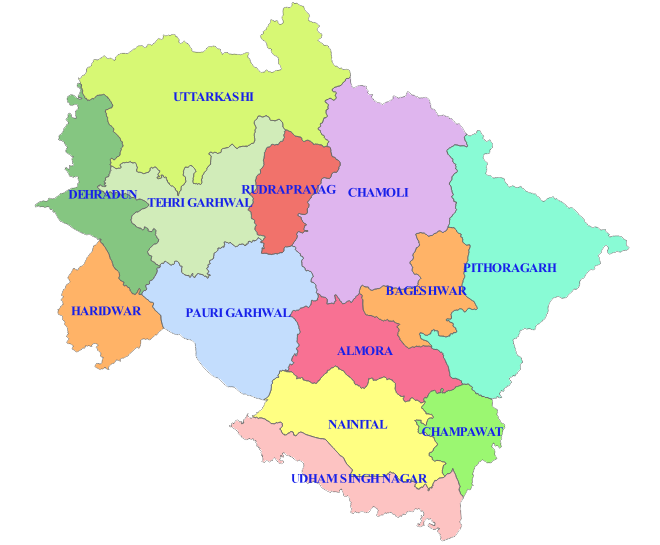 UTTARKASHI
DEHRADUN
TEHRI GARHWAL
RUDRAPRAYAG
CHAMOLI
PITHORAGARH
BAGESHWAR
HARIDWAR
PAURI GARHWAL
ALMORA
NAINITAL
CHAMPAWAT
UDHAM SINGH NAGAR